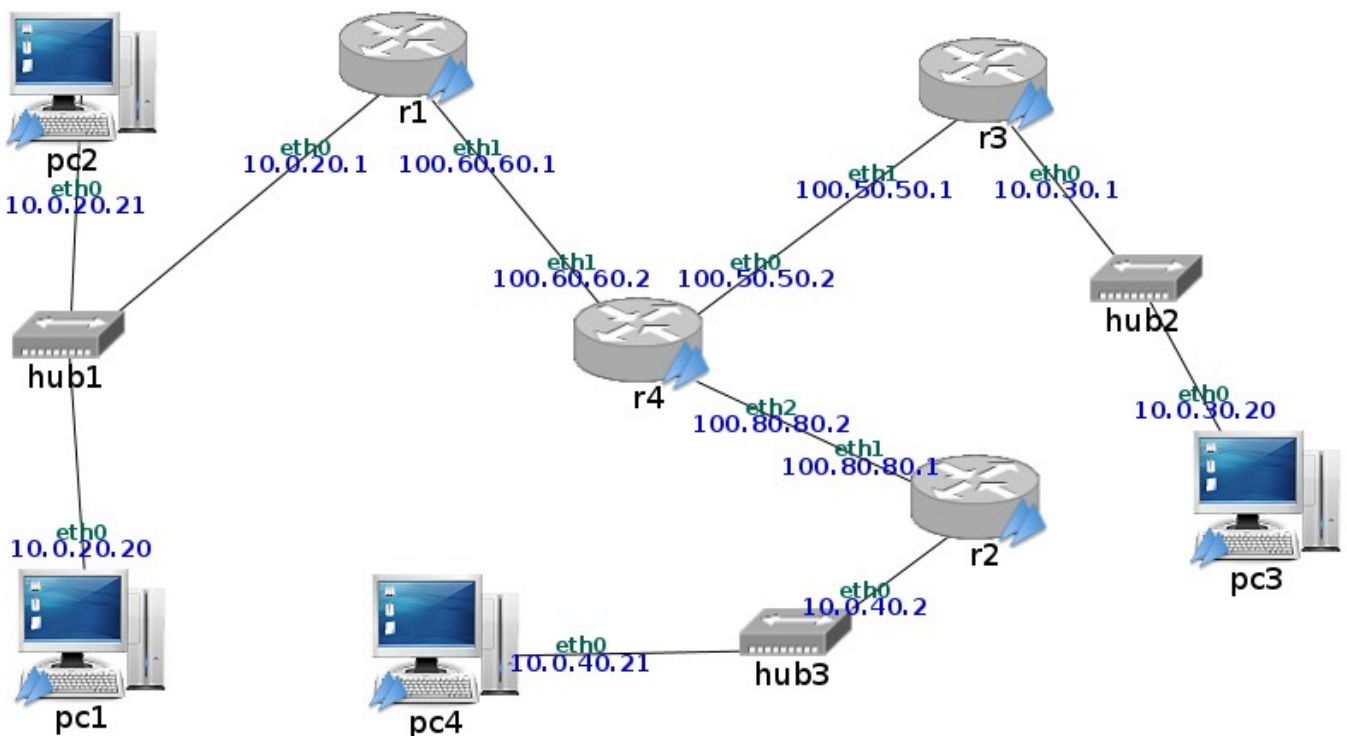 r1
r3
pc2
eth0
10.0.20.21
eth0
10.0.20.1
eth1
100.60.60.1
eth1
100.50.50.1
eth0
10.0.30.1
eth1
100.60.60.2
eth0
100.50.50.2
hub1
hub2
r4
eth2
100.80.80.2
eth1
100.80.80.1
eth0
10.0.30.20
eth0
10.0.20.20
r2
pc3
eth0
10.0.40.2
eth0
10.0.40.21
hub3
pc1
pc4